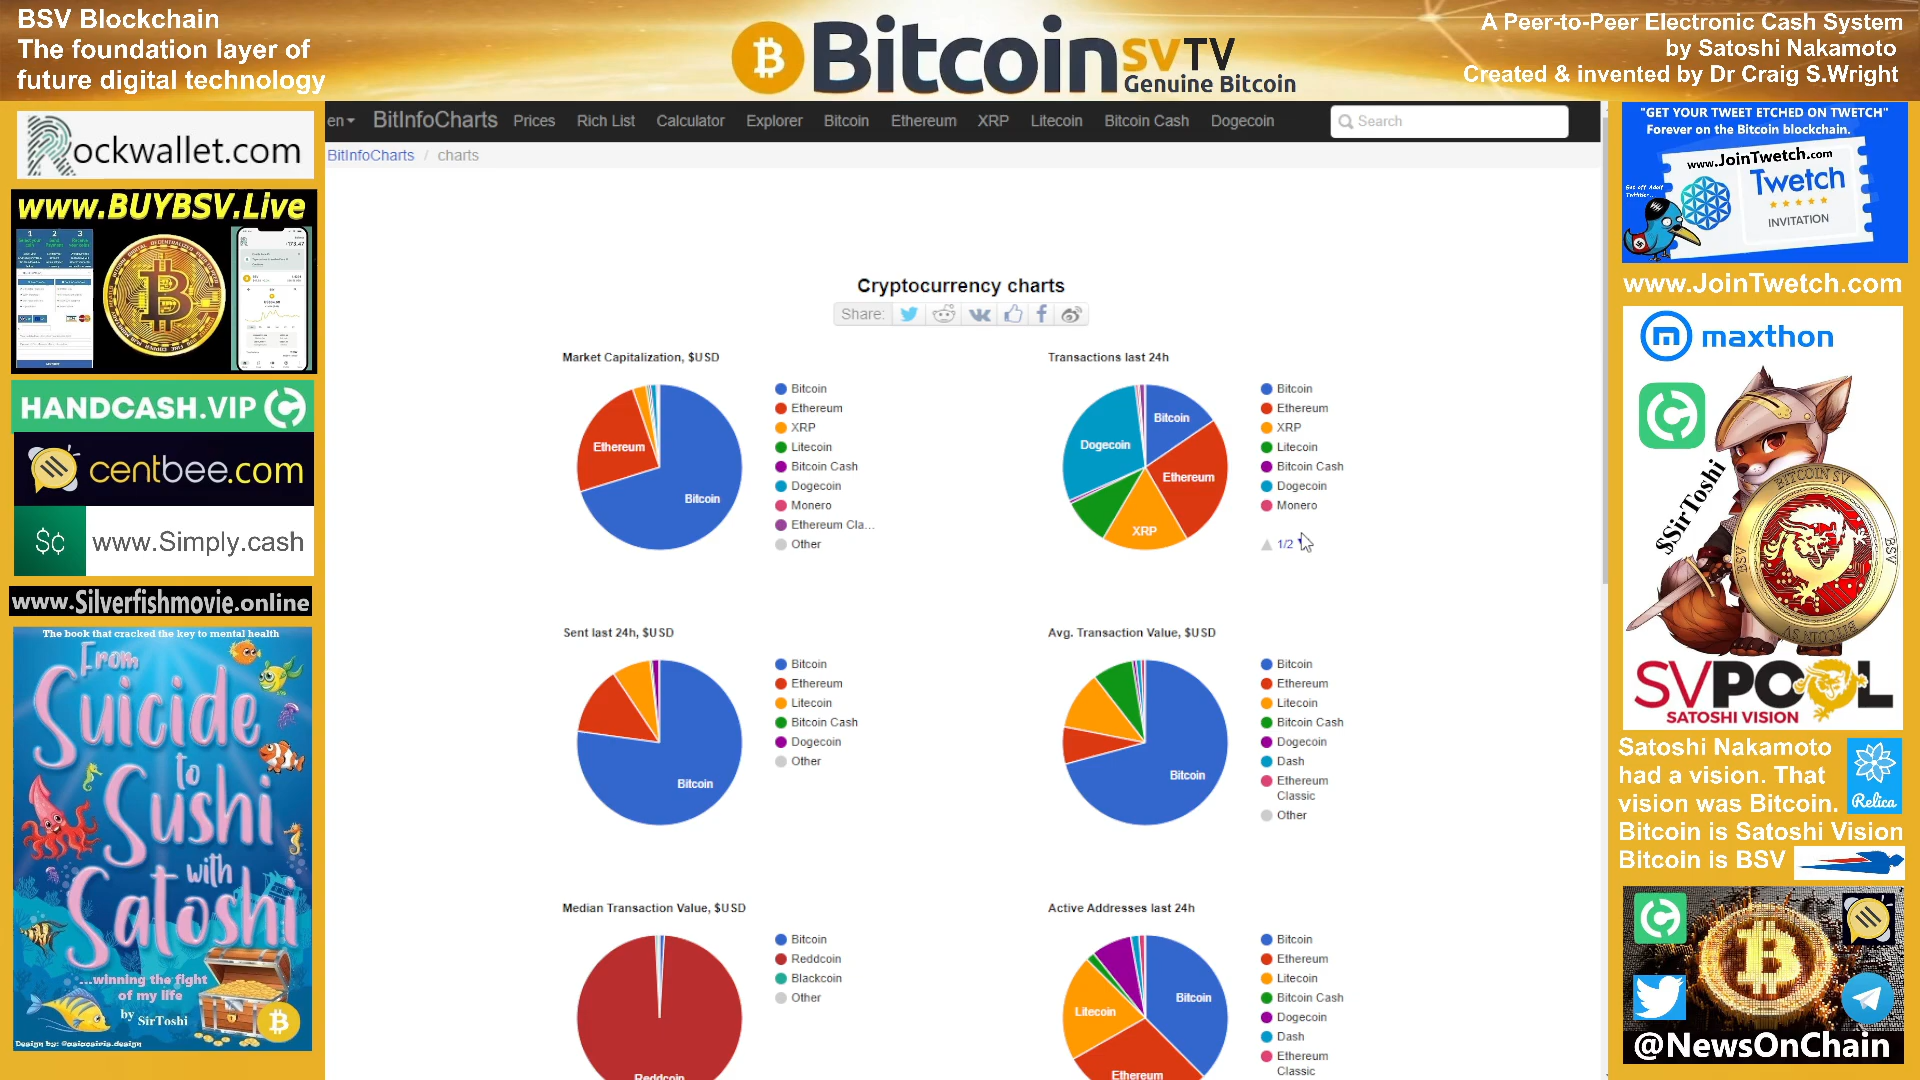 BSV Blockchain
The foundation layer of
future digital technology
Bitcoin SVTV
Genuine Bitcoin
A Peer-to-Peer Electronic Cash System
by Satoshi Nakamoto
Created & invented by Dr Craig S.Wright
Rockwallet.com
www.BUYBSV.Live
HANDCASH.VIP
centbee.com
$¢ www.Simply.cash
www.Silverfishmovie.online
The book that cracked the key to mental health
From
Suicide
to
Sushi
with
Satoshi
...winning the fight
of my life
by SirToshi
en BitInfoCharts Prices Rich List Calculator Explorer Bitcoin Ethereum XRP Litecoin Bitcoin Cash Dogecoin Search
BitInfoCharts / charts
Cryptocurrency charts
Share:
Market Capitalization, $USD
Ethereum
Bitcoin
Bitcoin
Ethereum
XRP
Litecoin
Bitcoin Cash
Dogecoin
Monero
Ethereum Cla...
Other
Transactions last 24h
Bitcoin
Dogecoin
Ethereum
XRP
Bitcoin
Ethereum
XRP
Litecoin
Bitcoin Cash
Dogecoin
Monero
1/2
Sent last 24h, $USD
Bitcoin
Bitcoin
Ethereum
Litecoin
Bitcoin Cash
Dogecoin
Other
Avg. Transaction Value, $USD
Bitcoin
Bitcoin
Ethereum
Litecoin
Bitcoin Cash
Dogecoin
Dash
Ethereum
Classic
Other
Median Transaction Value, $USD
Reddcoin
Bitcoin
Reddcoin
Blackcoin
Other
Active Addresses last 24h
Bitcoin
Litecoin
Ethereum
Bitcoin
Ethereum
Litecoin
Bitcoin Cash
Dogecoin
Dash
Ethereum
Classic
"GET YOUR TWEET ETCHED ON TWETCH"
Forever on the Bitcoin blockchain.
www.JoinTwetch.com
Twetch
INVITATION
www.JoinTwetch.com
maxthon
$SirToshi
BITCOIN SV
BSV
SVPOOL
SATOSHI VISION
Satoshi Nakamoto
had a vision. That
vision was Bitcoin.
Relica
Bitcoin is Satoshi Vision
Bitcoin is BSV
@NewsOnChain